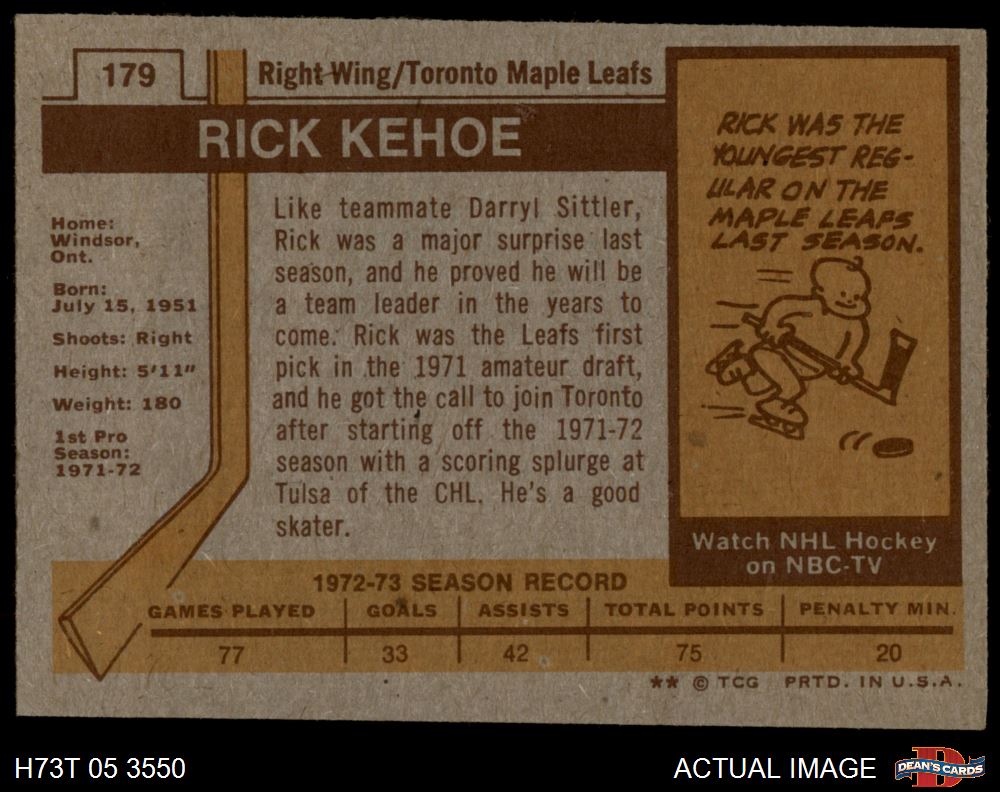 179
Right Wing/Toronto Maple Leafs
RICK KEHOE
Home:
Windsor,
Ont.
Born:
July 15, 1951
Shoots: Right
Height: 5'11"
Weight: 180
1st Pro
Season:
1971-72
Like teammate Darryl Sittler,
Rick was a major surprise last
season, and he proved he will be
a team leader in the years to
come. Rick was the Leafs first
pick in the 1971 amateur draft,
and he got the call to join Toronto
after starting off the 1971-72
season with a scoring splurge at
Tulsa of the CHL. He's a good
skater.
RICK WAS THE
YOUNGEST REG-
ULAR ON THE
MAPLE LEAFS
LAST SEASON.
Watch NHL Hockey
on NBC-TV
1972-73 SEASON RECORD
GAMES PLAYED GOALS ASSISTS TOTAL POINTS PENALTY MIN.
77 33 42 75 20
** © TCG PRTD. IN U.S.A.
H73T 05 3550
ACTUAL IMAGE
D
DEAN'S CARDS